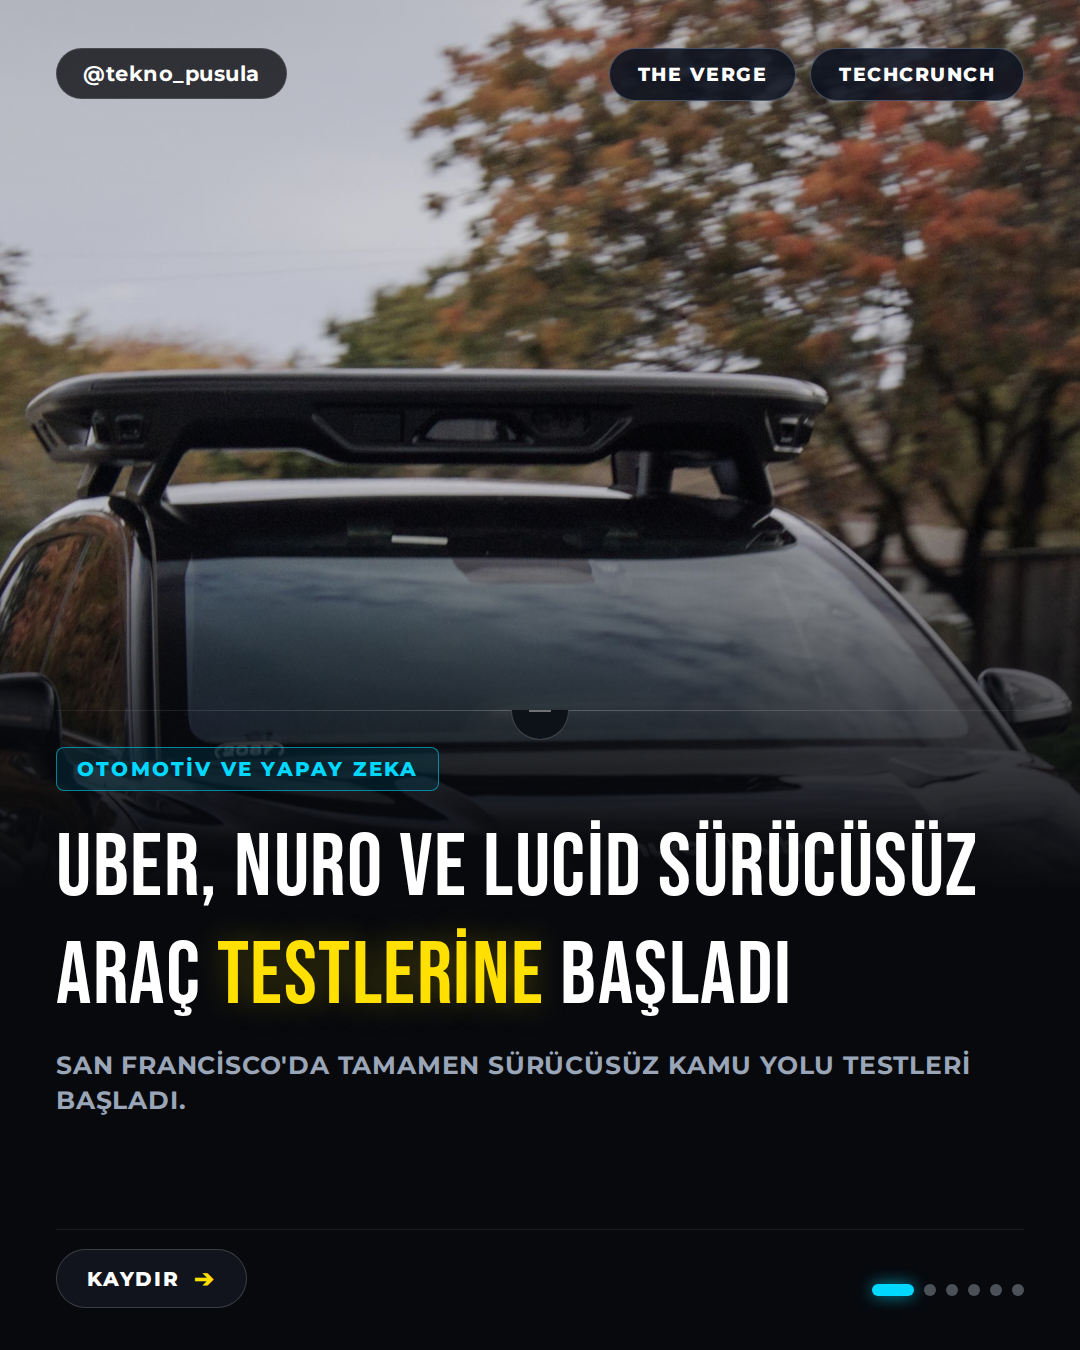 @tekno_pusula
THE VERGE
TECHCRUNCH
OTOMOTİV VE YAPAY ZEKA
UBER, NURO VE LUCİD SÜRÜCÜSÜZ
ARAÇ TESTLERİNE BAŞLADI
SAN FRANCİSCO'DA TAMAMEN SÜRÜCÜSÜZ KAMU YOLU TESTLERİ
BAŞLADI.
KAYDIR ➔